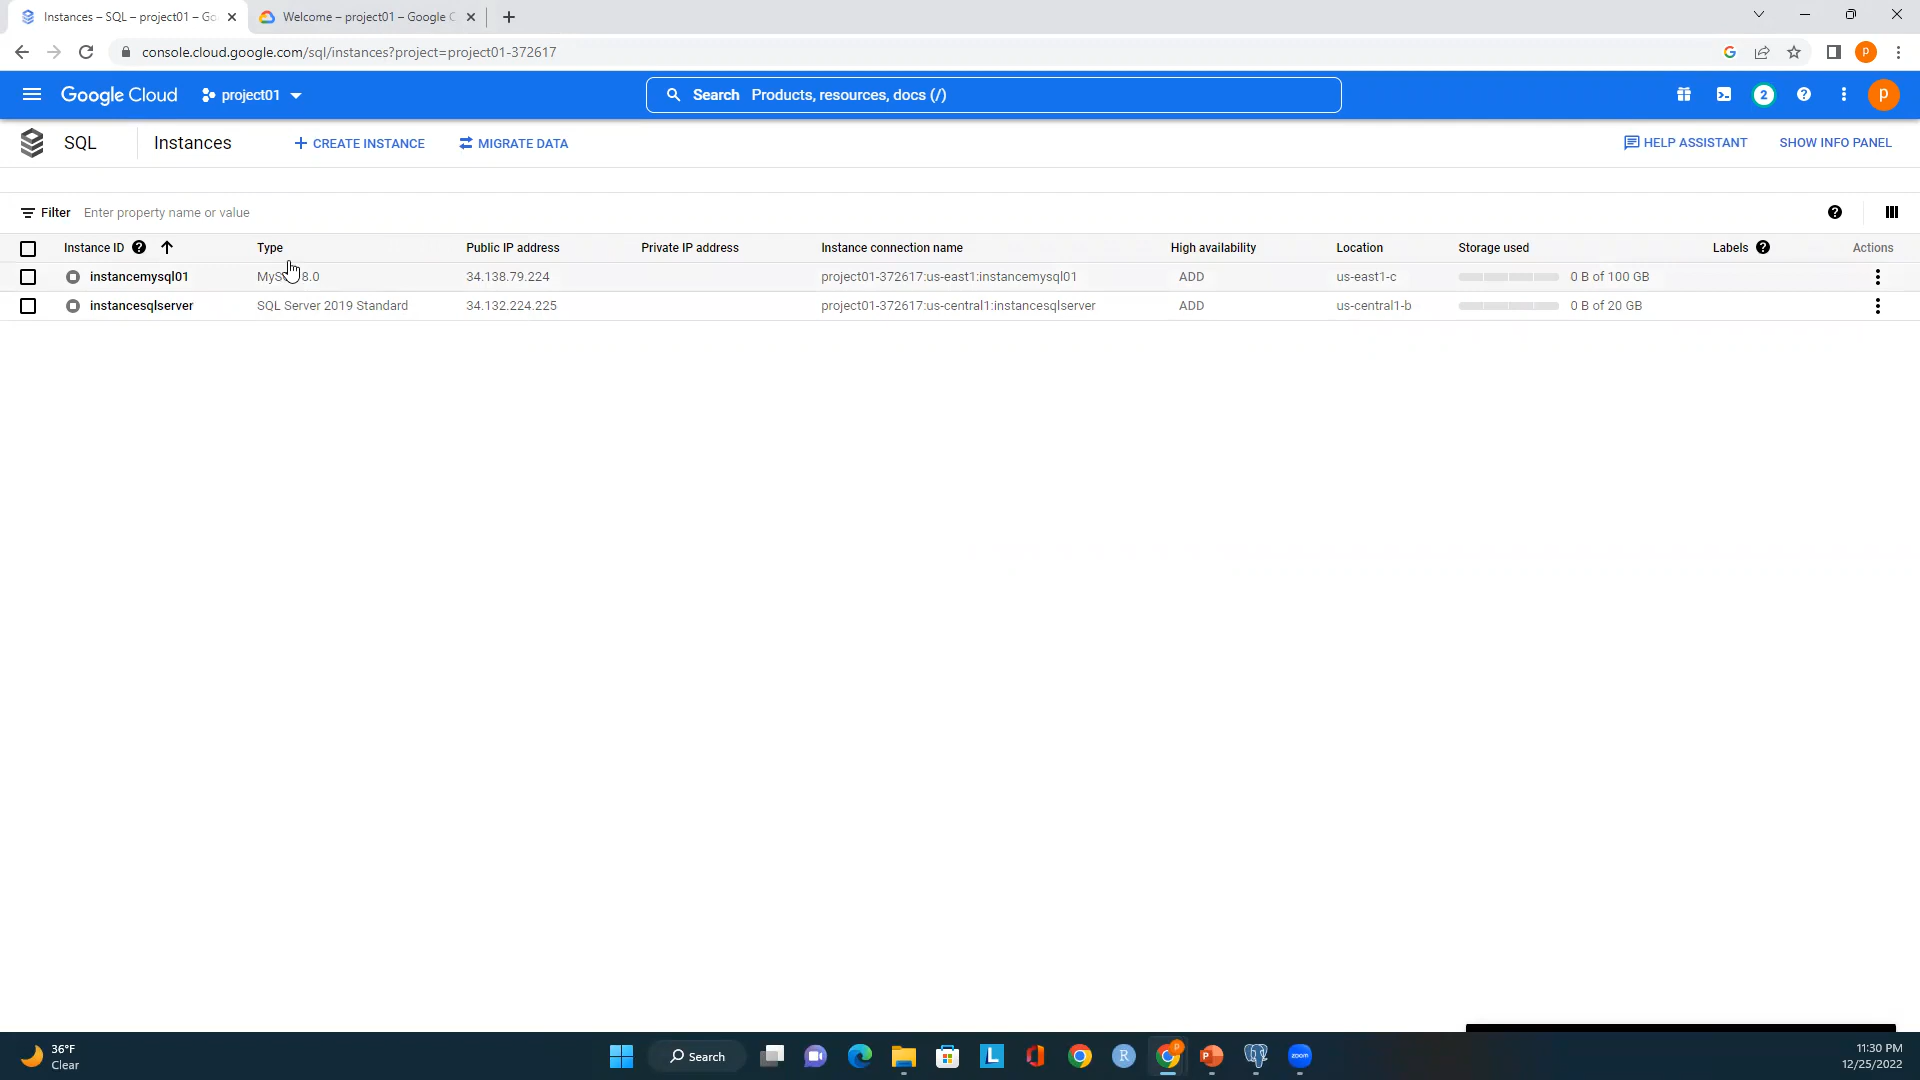 Instances – SQL – project01 – Go
Welcome – project01 – Google C
console.cloud.google.com/sql/instances?project=project01-372617
Google Cloud project01 Search Products, resources, docs (/) 2 P
SQL Instances CREATE INSTANCE MIGRATE DATA HELP ASSISTANT SHOW INFO PANEL
Filter Enter property name or value
Instance ID Type Public IP address Private IP address Instance connection name High availability Location Storage used Labels Actions
instancemysql01 8.0 34.138.79.224 project01-372617:us-east1:instancemysql01 ADD us-east1-c 0 B of 100 GB
instancesqlserver SQL Server 2019 Standard 34.132.224.225 project01-372617:us-central1:instancesqlserver ADD us-central1-b 0 B of 20 GB
36°F
Clear
Search
zoom
11:30 PM
12/25/2022